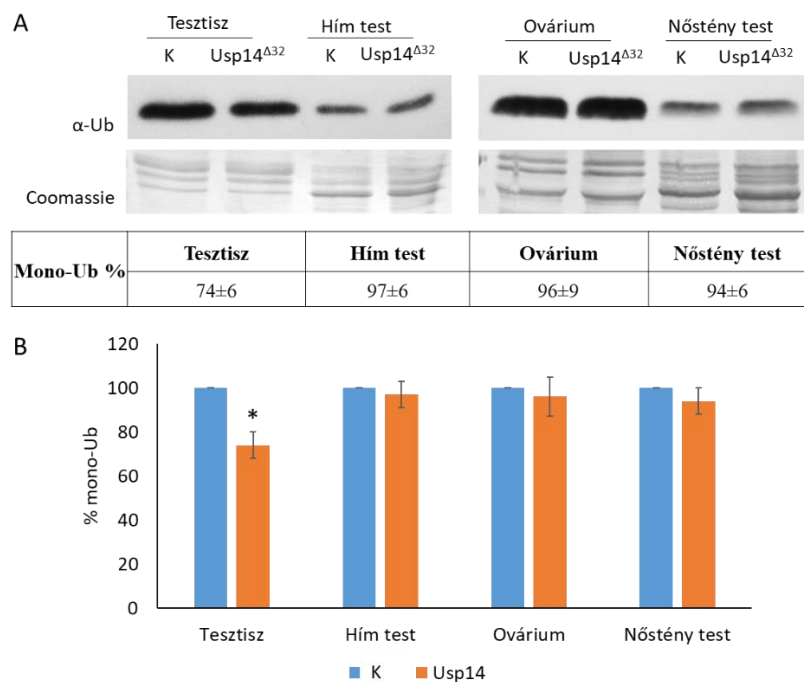 A
Tesztisz Hím test Ovárium Nőstény test
K Usp14Δ32 K Usp14Δ32 K Usp14Δ32 K Usp14Δ32
α-Ub
Coomassie
Mono-Ub % Tesztisz Hím test Ovárium Nőstény test
74±6 97±6 96±9 94±6
B
120
100
80
60
40
20
0
% mono-Ub
*
Tesztisz Hím test Ovárium Nőstény test
K Usp14